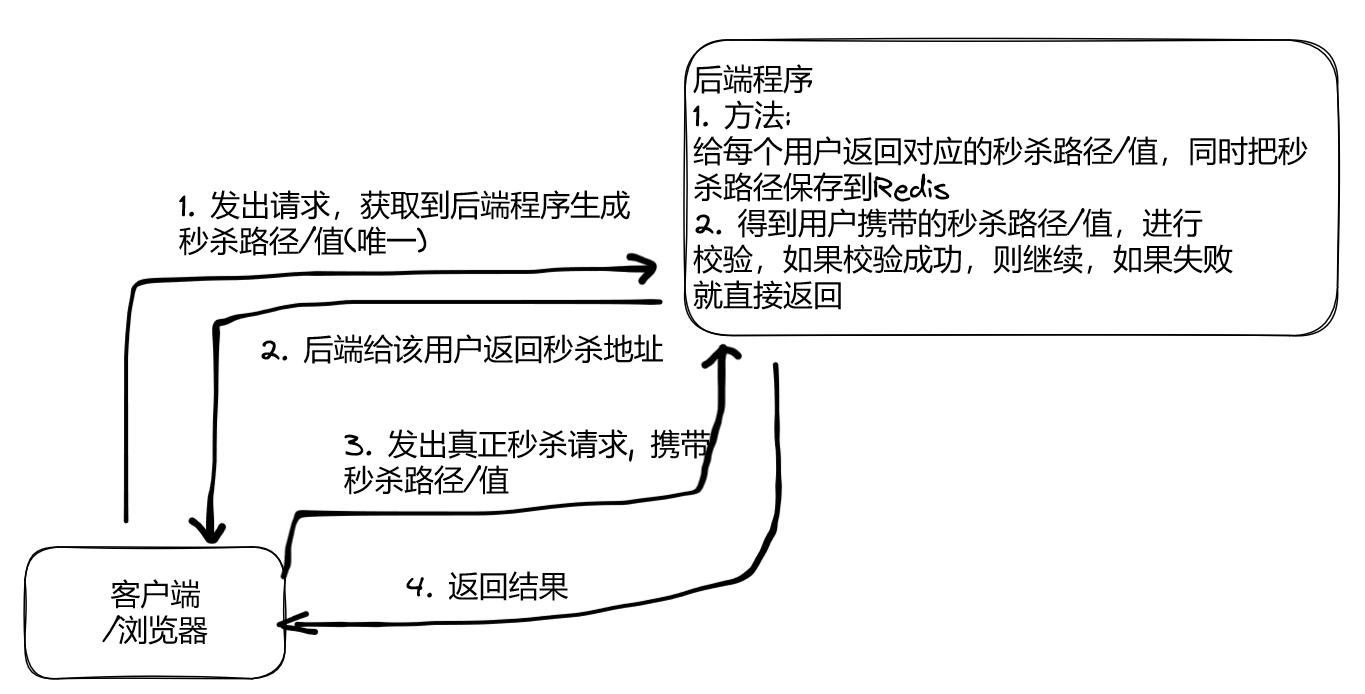 后端程序
1. 方法:
给每个用户返回对应的秒杀路径/值，同时把秒
杀路径保存到Redis
2. 得到用户携带的秒杀路径/值，进行
校验，如果校验成功，则继续，如果失败
就直接返回
1. 发出请求，获取到后端程序生成
秒杀路径/值(唯一)
2. 后端给该用户返回秒杀地址
3. 发出真正秒杀请求, 携带
秒杀路径/值
4. 返回结果
客户端
/浏览器